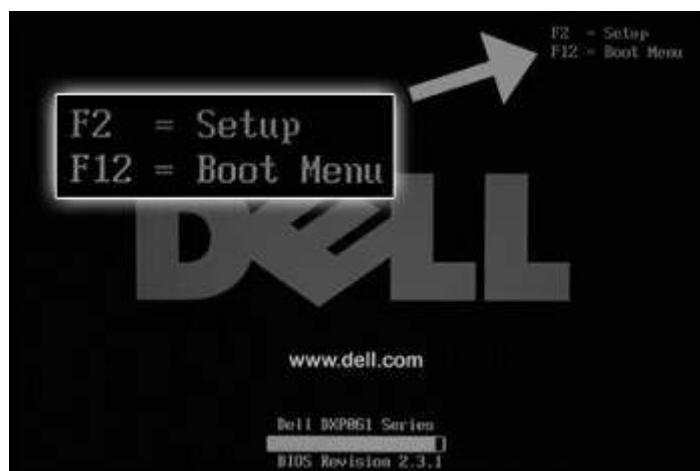 F2 = Setup
F12 = Boot Menu
F2 = Setup
F12 = Boot Menu
DELL
www.dell.com
Dell DXP061 Series
BIOS Revision 2.3.1